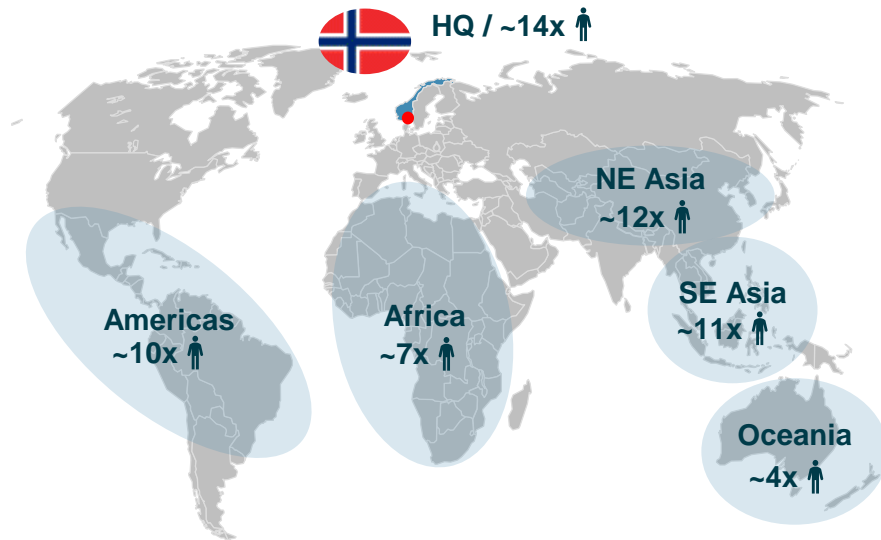 HQ / ~14x
NE Asia
~12x
SE Asia
~11x
Americas
~10x
Africa
~7x
Oceania
~4x